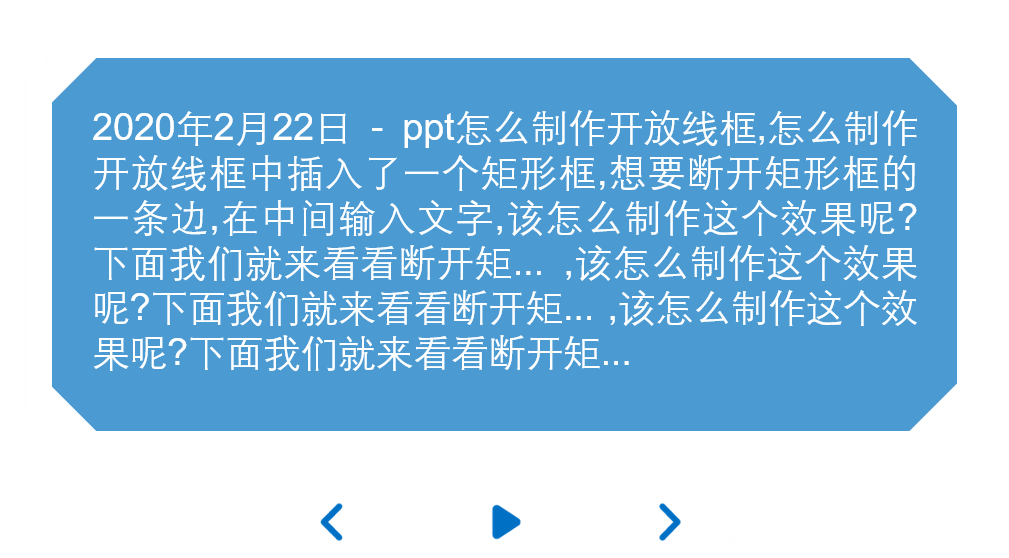 2020年2月22日 - ppt怎么制作开放线框,怎么制作
开放线框中插入了一个矩形框,想要断开矩形框的
一条边,在中间输入文字,该怎么制作这个效果呢?
下面我们就来看看断开矩... ,该怎么制作这个效果
呢?下面我们就来看看断开矩... ,该怎么制作这个效
果呢?下面我们就来看看断开矩...